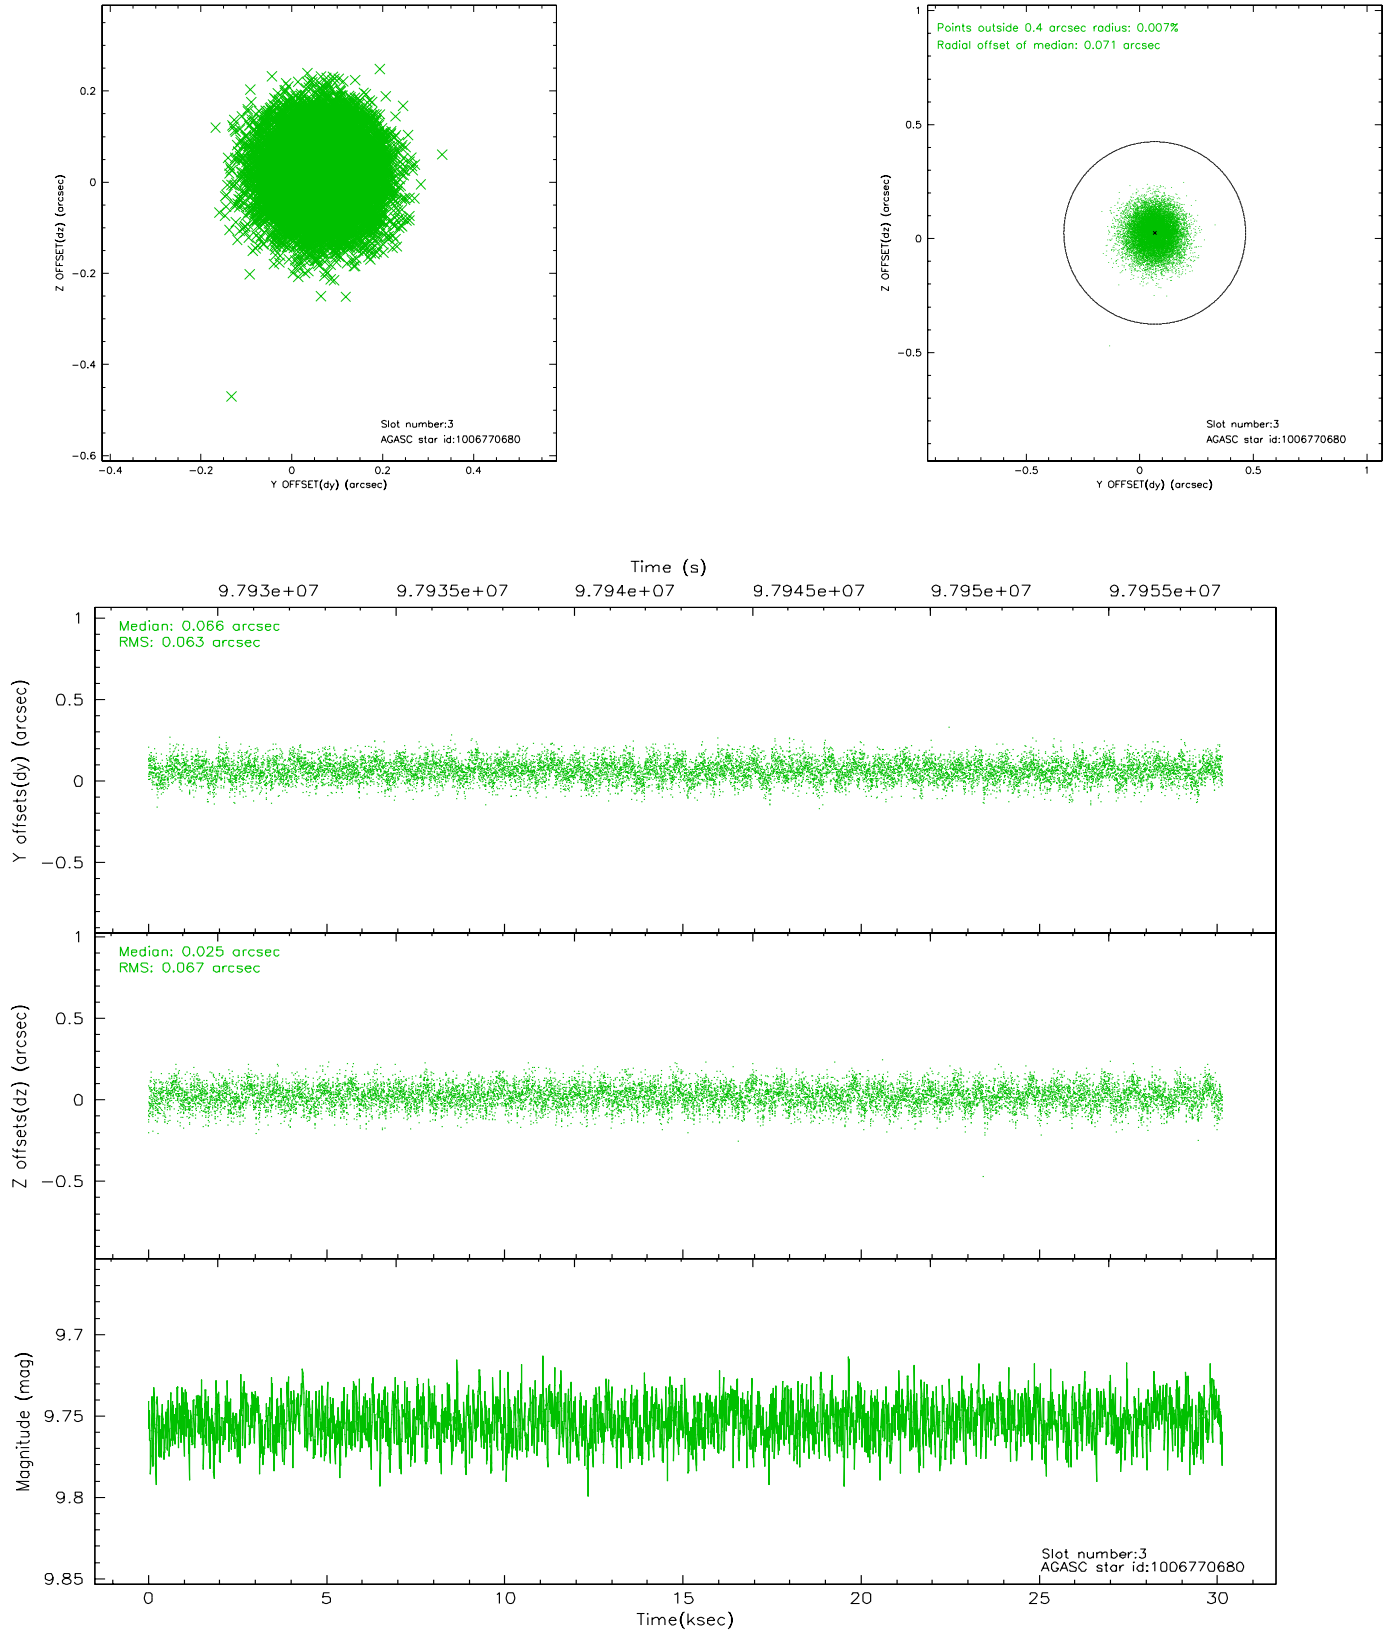 0.2
0
−0.2
−0.4
−0.6
Z OFFSET(dz) (arcsec)
Slot number:3
AGASC star id:1006770680
−0.4 −0.2 0 0.2 0.4
Y OFFSET(dy) (arcsec)
Points outside 0.4 arcsec radius: 0.007%
Radial offset of median: 0.071 arcsec
1
0.5
0
−0.5
Z OFFSET(dz) (arcsec)
Slot number:3
AGASC star id:1006770680
−0.5 0 0.5 1
Y OFFSET(dy) (arcsec)
Time (s)
9.793e+07 9.7935e+07 9.794e+07 9.7945e+07 9.795e+07 9.7955e+07
Median: 0.066 arcsec
RMS: 0.063 arcsec
1
0.5
0
−0.5
Y offsets(dy) (arcsec)
Median: 0.025 arcsec
RMS: 0.067 arcsec
1
0.5
0
−0.5
Z offsets(dz) (arcsec)
9.7
9.75
9.8
9.85
Magnitude (mag)
Slot number:3
AGASC star id:1006770680
0 5 10 15 20 25 30
Time(ksec)